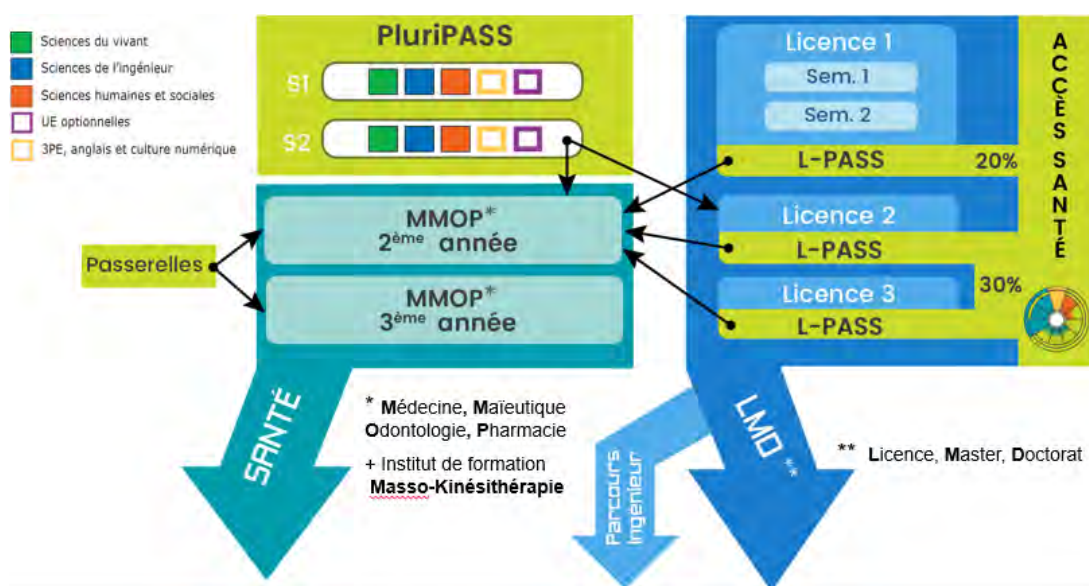 Sciences du vivant
Sciences de l'ingénieur
Sciences humaines et sociales
UE optionnelles
3PE, anglais et culture numérique
PluriPASS
S1
S2
MMOP*
2ème année
MMOP*
3ème année
Passerelles
Licence 1
Sem. 1
Sem. 2
L-PASS 20%
Licence 2
L-PASS
30%
Licence 3
L-PASS
ACCÈS SANTÉ
SANTÉ
* Médecine, Maïeutique
Odontologie, Pharmacie
+ Institut de formation
Masso-Kinésithérapie
Parcours
Ingénieur
LMD **
** Licence, Master, Doctorat